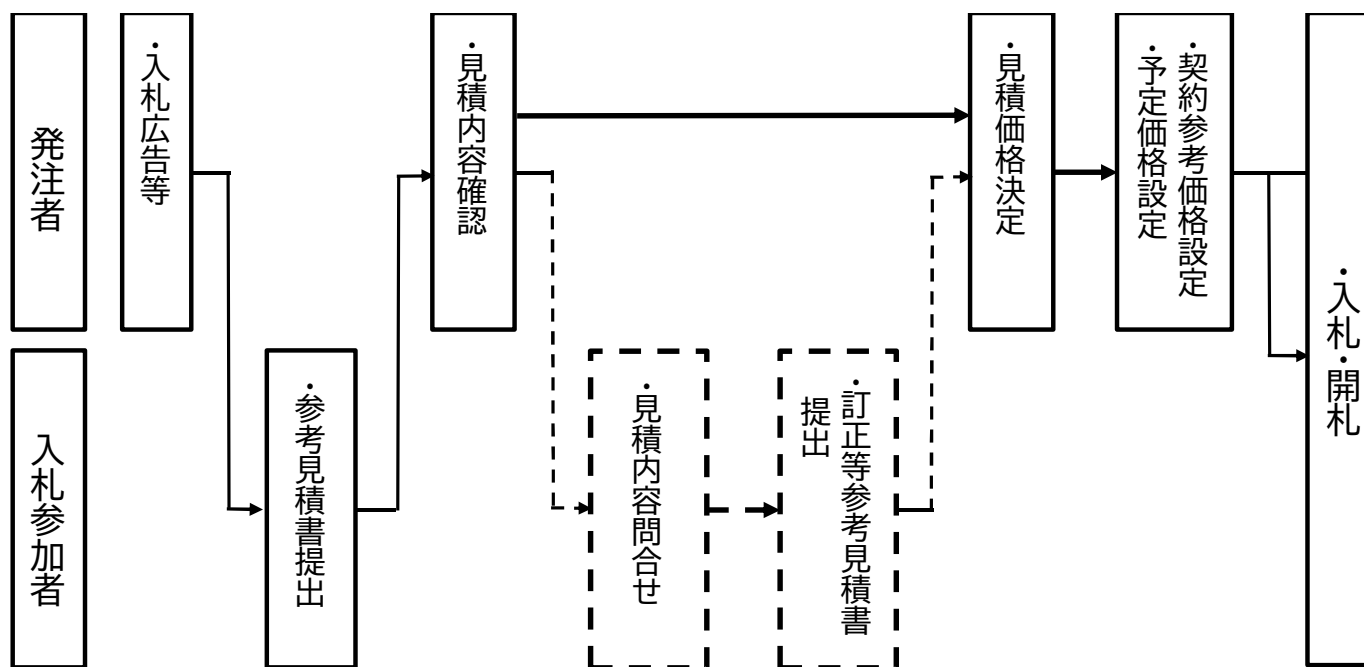 発注者
・入札広告等
・見積内容確認
・見積価格決定
・契約参考価格設定
・予定価格設定
・入札・開札
入札参加者
・参考見積書提出
・見積内容問合せ
・訂正等参考見積書
提出